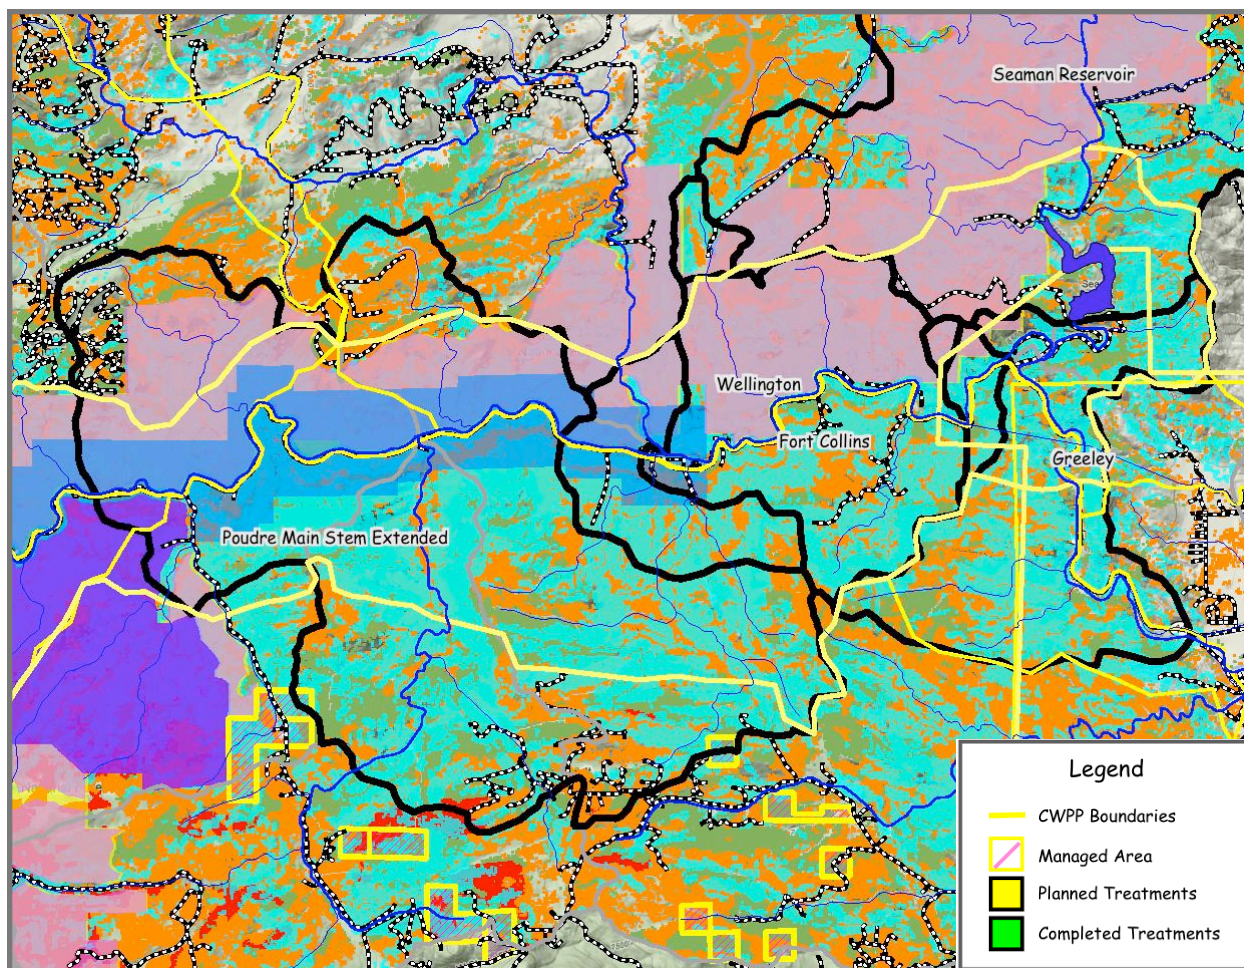 Seaman Reservoir
Wellington
Fort Collins
Greeley
Poudre Main Stem Extended
Legend
CWPP Boundaries
Managed Area
Planned Treatments
Completed Treatments